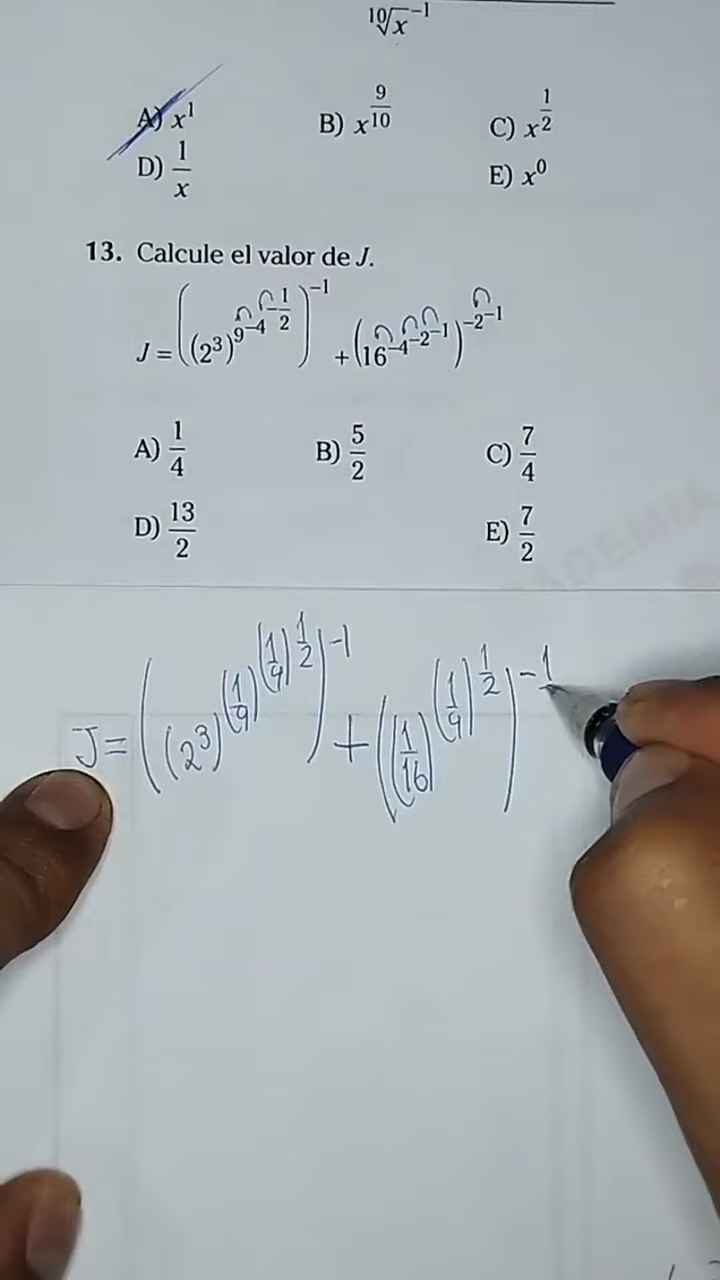 ¹⁰√x⁻¹
A) x¹ B) x^(9/10) C) x^(1/2)
D) 1/x E) x⁰
13. Calcule el valor de J.
J = ((2³)^(9^(−4^(−1/2))))^(−1) + (16^(−4^(−2^(−1))))^(−2^(−1))
A) 1/4 B) 5/2 C) 7/4
D) 13/2 E) 7/2
J = ((2³)^((1/9)^((1/4)^(1/2))))^(−1) + ((1/16)^((1/4)^(1/2)))^(−1